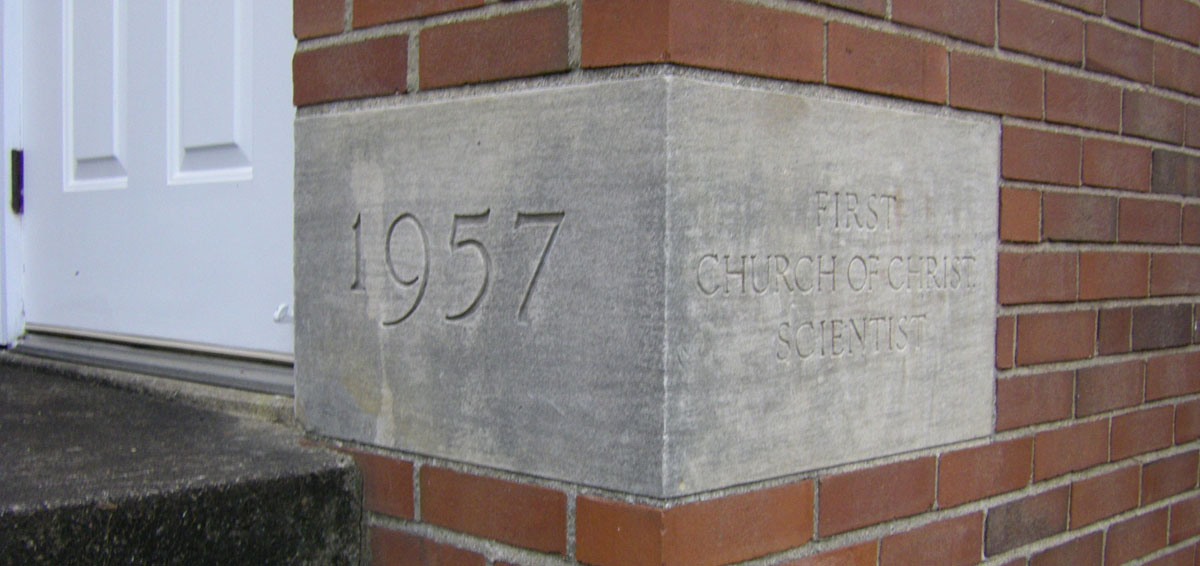 1957
FIRST
CHURCH OF CHRIST,
SCIENTIST